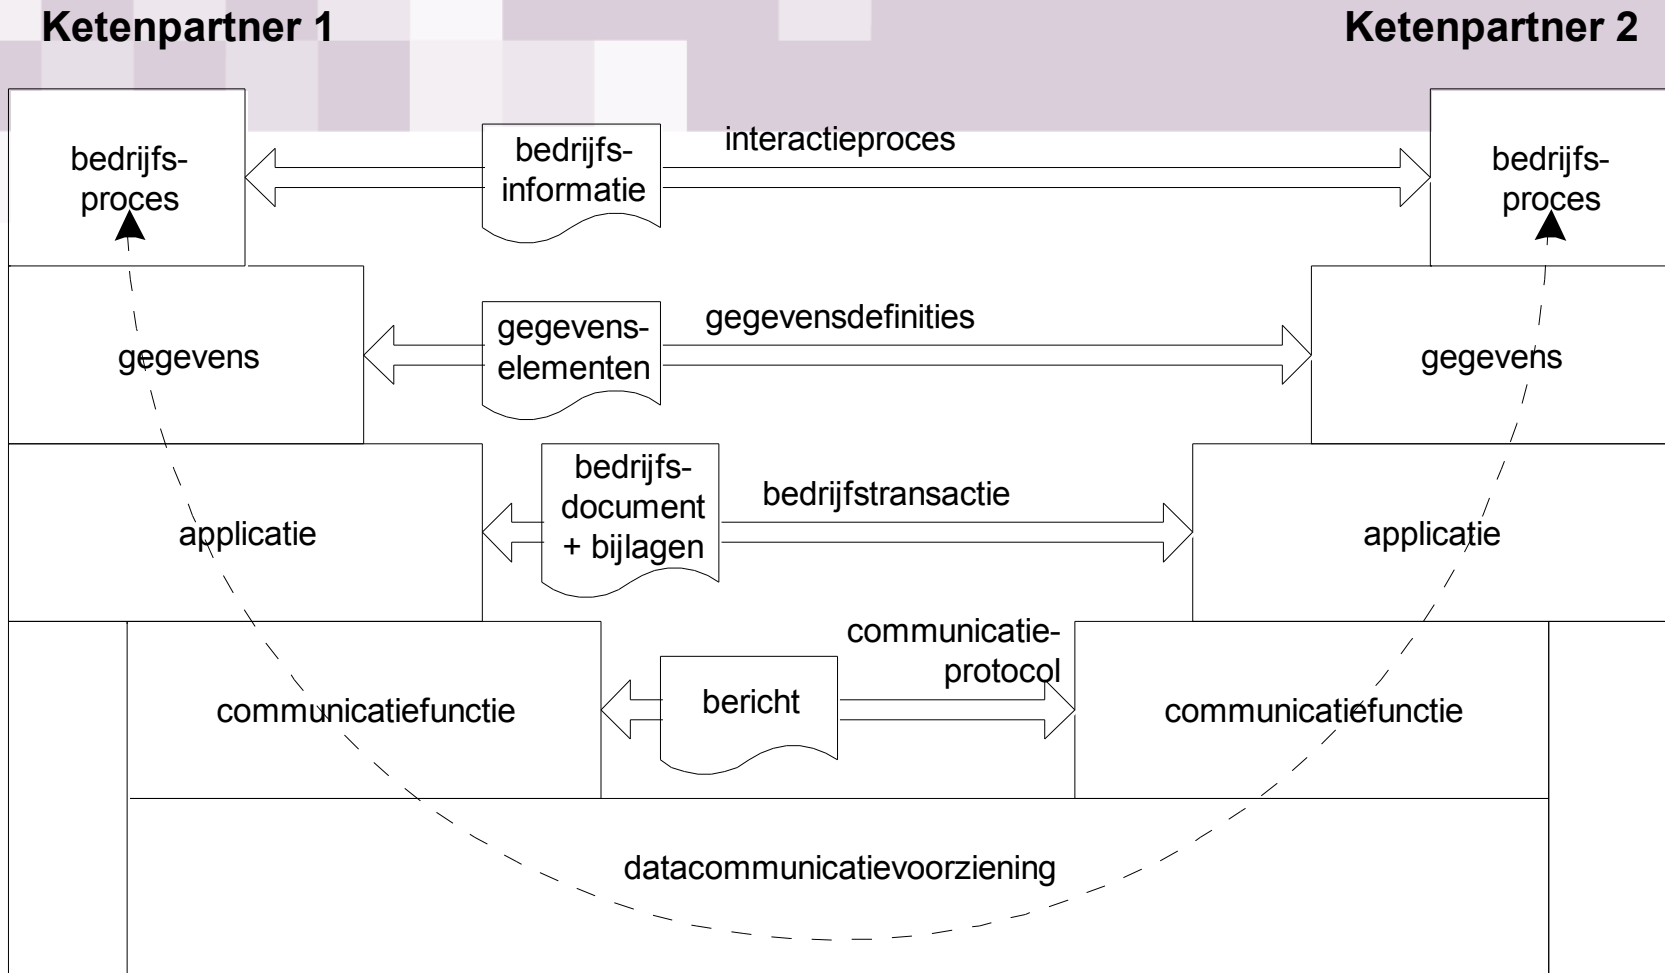 Ketenpartner 1
Ketenpartner 2
bedrijfs-
proces
bedrijfs-
informatie
interactieproces
bedrijfs-
proces
gegevens
gegevens-
elementen
gegevensdefinities
gegevens
applicatie
bedrijfs-
document
+ bijlagen
bedrijfstransactie
applicatie
communicatiefunctie
bericht
communicatie-
protocol
communicatiefunctie
datacommunicatievoorziening